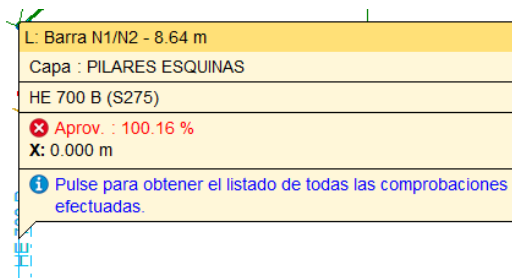 L: Barra N1/N2 - 8.64 m
Capa : PILARES ESQUINAS
HE 700 B (S275)
Aprov. : 100.16 %
X: 0.000 m
Pulse para obtener el listado de todas las comprobaciones
efectuadas.